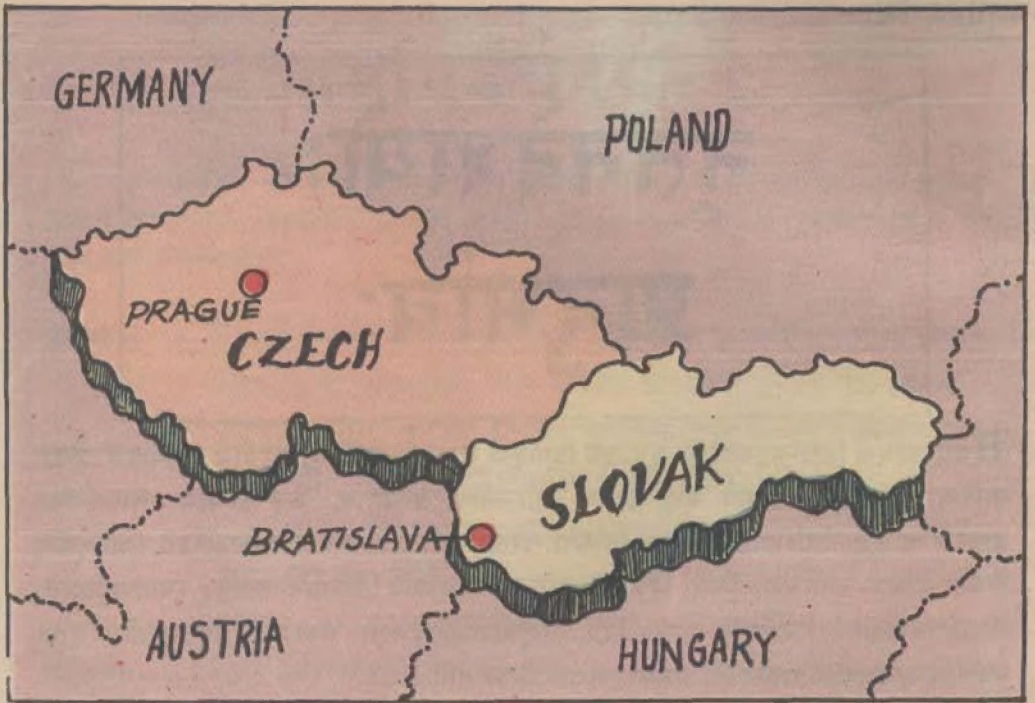 GERMANY
POLAND
PRAGUE
CZECH
SLOVAK
BRATISLAVA
AUSTRIA
HUNGARY